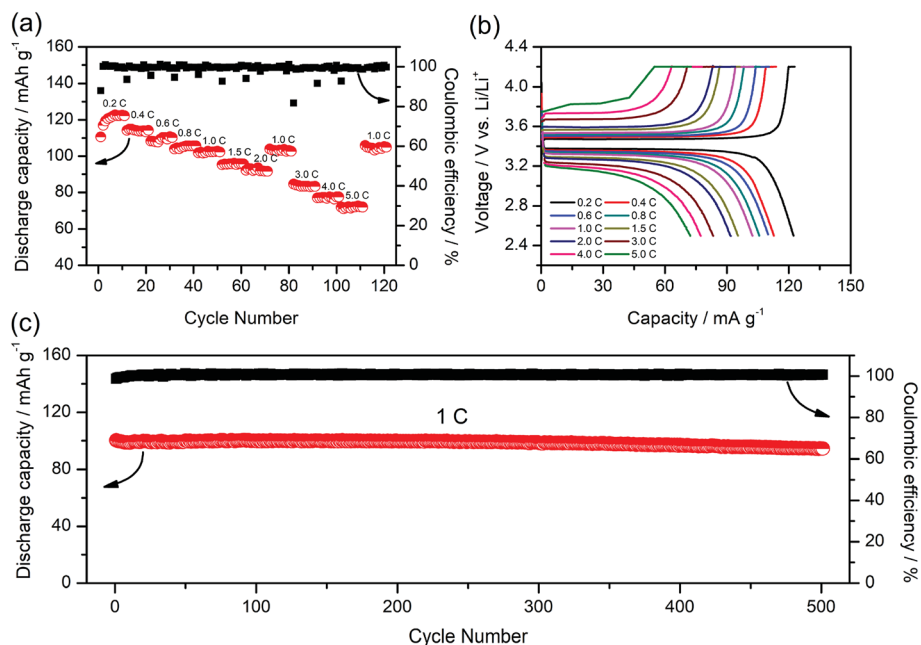 (a)
160
140
120
100
80
60
40
0 20 40 60 80 100 120
100
80
60
40
20
0
Discharge capacity / mAh g⁻¹
Coulombic efficiency / %
Cycle Number
0.2 C
0.4 C
0.6 C
0.8 C
1.0 C
1.5 C
2.0 C
1.0 C
3.0 C
4.0 C
5.0 C
1.0 C
(b)
4.2
3.6
3.0
2.4
0 30 60 90 120 150
Voltage / V vs. Li/Li⁺
Capacity / mA g⁻¹
0.2 C 0.4 C
0.6 C 0.8 C
1.0 C 1.5 C
2.0 C 3.0 C
4.0 C 5.0 C
(c)
160
120
80
40
0
0 100 200 300 400 500
100
80
60
40
20
0
Discharge capacity / mAh g⁻¹
Coulombic efficiency / %
Cycle Number
1 C